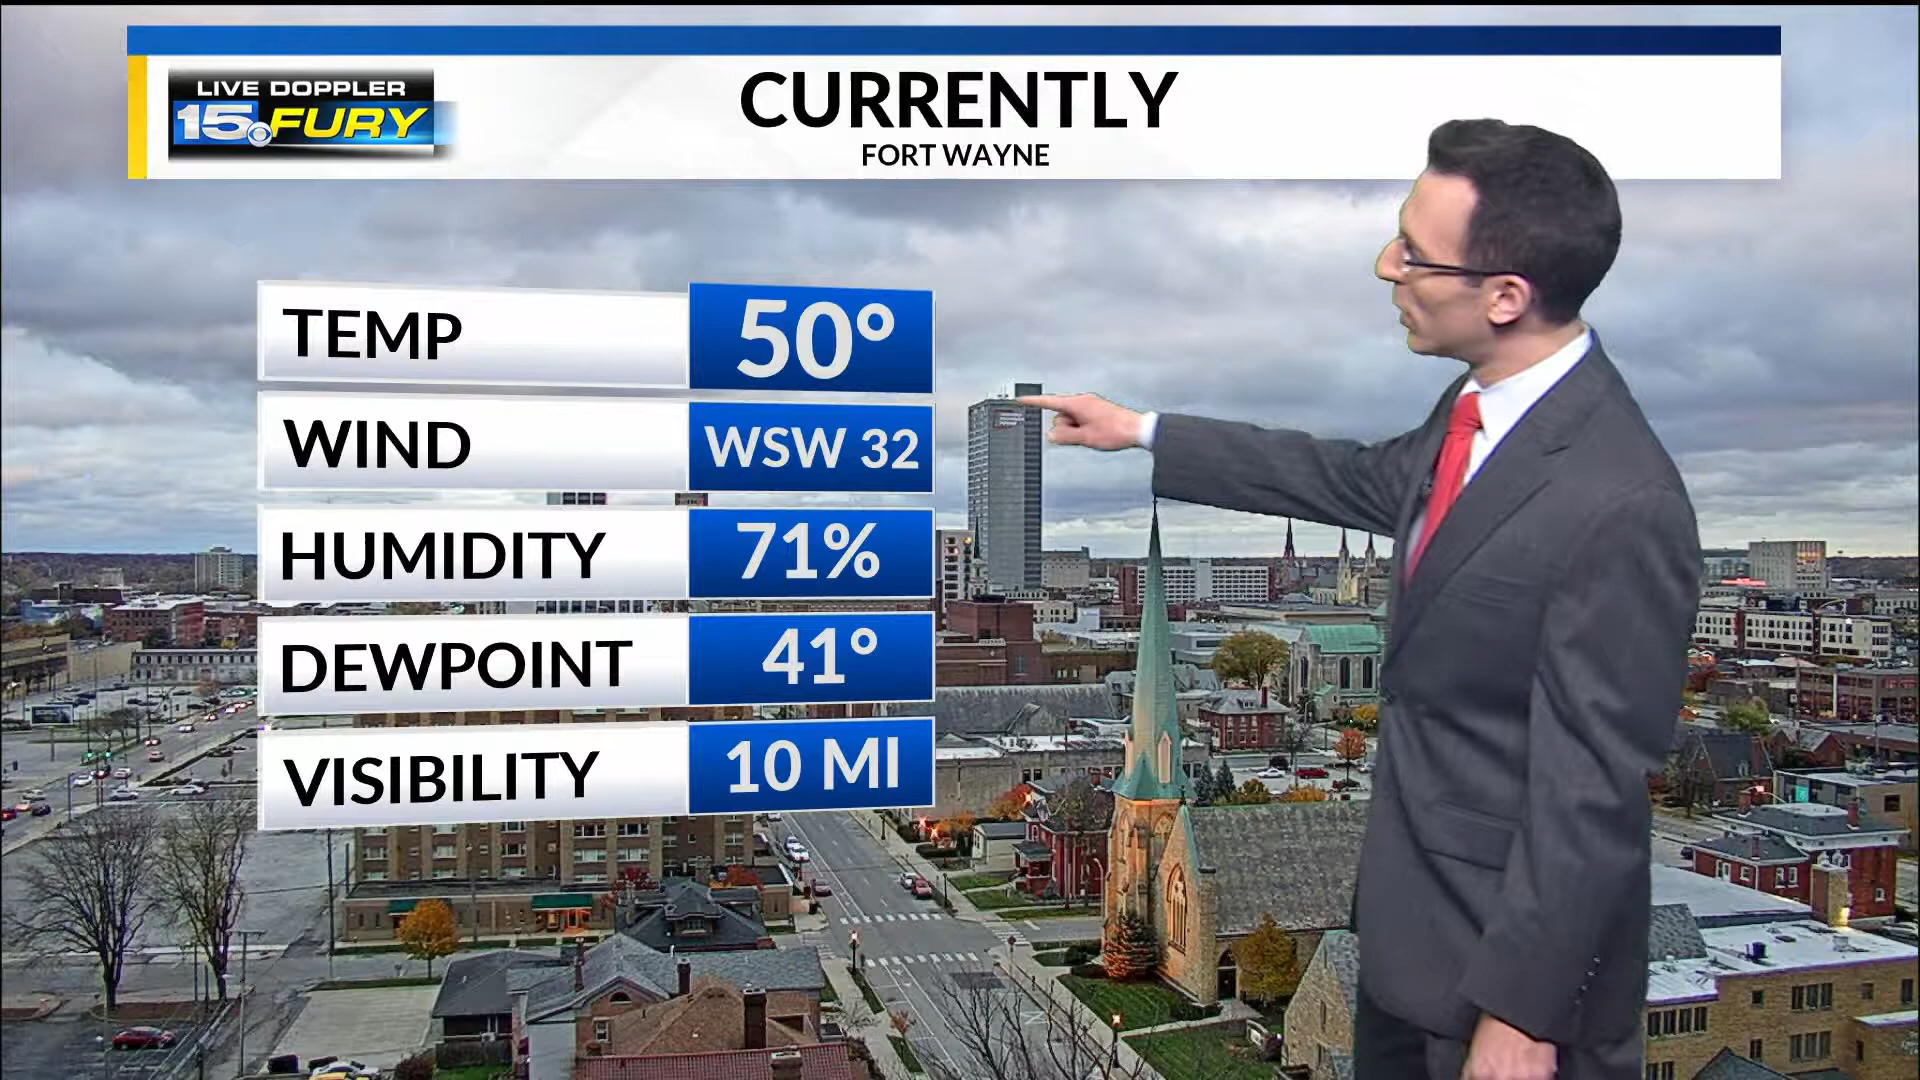 LIVE DOPPLER
15 FURY
CURRENTLY
FORT WAYNE
TEMP 50°
WIND WSW 32
HUMIDITY 71%
DEWPOINT 41°
VISIBILITY 10 MI